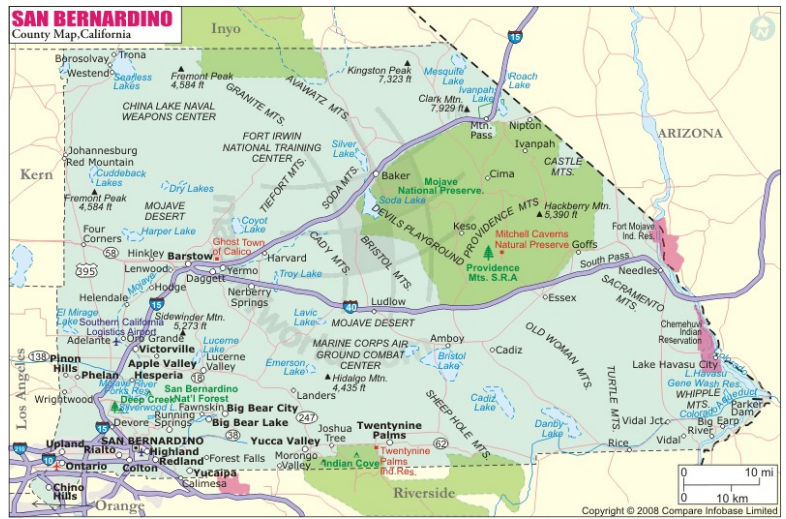 SAN BERNARDINO
County Map,California
Inyo
15
Borosolvay
Trona
Westend
Searless
Lakes
Fremont Peak
4,584 ft
Kingston Peak
7,323 ft
Mesquite
Lake
Roach
Lake
Ivanpah
Lake
Clark Mtn.
7,929 ft
AVAWATZ MTS.
GRANITE MTS.
CHINA LAKE NAVAL
WEAPONS CENTER
FORT IRWIN
NATIONAL TRAINING
CENTER
Mtn.
Pass
Nipton
Ivanpah
ARIZONA
Silver
Lake
CASTLE
MTS.
Johannesburg
Red Mountain
Kern
Cuddeback
Lakes
Dry Lakes
TIEFORT MTS.
SODA MTS.
Baker
Cima
Mojave
National Preserve.
Soda Lake
Fremont Peak
4,584 ft
MOJAVE
DESERT
Coyot
Lake
DEVILS PLAYGROUND
PROVIDENCE MTS
Hackberry Mtn.
5,390 ft
Four
Corners
Harper Lake
Ghost Town
of Calico
CADY MTS.
BRISTOL MTS.
Keso
Mitchell Caverns
Natural Preserve
Goffs
Fort Mojave
Ind. Res.
58
Hinkley
Barstow
Harvard
South Pass
395
Lenwood
Yermo
Daggett
Troy Lake
Providence
Mts. S.R.A
Needles
Mojave
Hodge
Nerberry
Springs
SACRAMENTO
MTS.
Helendale
15
40
Ludlow
Essex
El Mirage
Lake
Sidewinder Mtn.
5,273 ft
Lavic
Lake
MOJAVE DESERT
Southern California
Logistics Airport
Chemehuvi
Indian
Reservation
Adelante
Oro Grande
Lucerne
Lake
MARINE CORPS AIR
GROUND COMBAT
CENTER
Amboy
OLD WOMAN MTS.
Victorville
Cadiz
138
Pinon
Hills
Apple Valley
Lucerne
Valley
Emerson
Lake
Bristol
Lake
Lake Havasu City
Phelan
Hesperia
18
Hidalgo Mtn.
4,435 ft
L.Havasu
Gene Wash Res.
Los Angeles
Mojave River
Forks Res.
San Bernardino
Nat'l Forest
Deep Creek
Landers
TURTLE MTS.
WHIPPLE
MTS.
Colorado Aqueduct
Wrightwood
Silverwood L.
Fawnskin
Big Bear City
SHEEP HOLE MTS.
Cadiz
Lake
Parker
Dam
Running
Springs
247
Devore
Big Bear Lake
Danby
Lake
Vidal Jct.
Big
River
Earp
15
Joshua
Tree
Twentynine
Palms
SAN BERNARDINO
38
Yucca Valley
62
Vidal
Rice
Upland
Rialto
Highland
210
10
Redland
Forest Falls
Morongo
Valley
Twentynine
Palms
Ind.Res.
Ontario
Colton
Yucaipa
Indian Cove
Calimesa
Chino
Hills
Riverside
Orange
0 10 mi
0 10 km
Copyright © 2008 Compare Infobase Limited